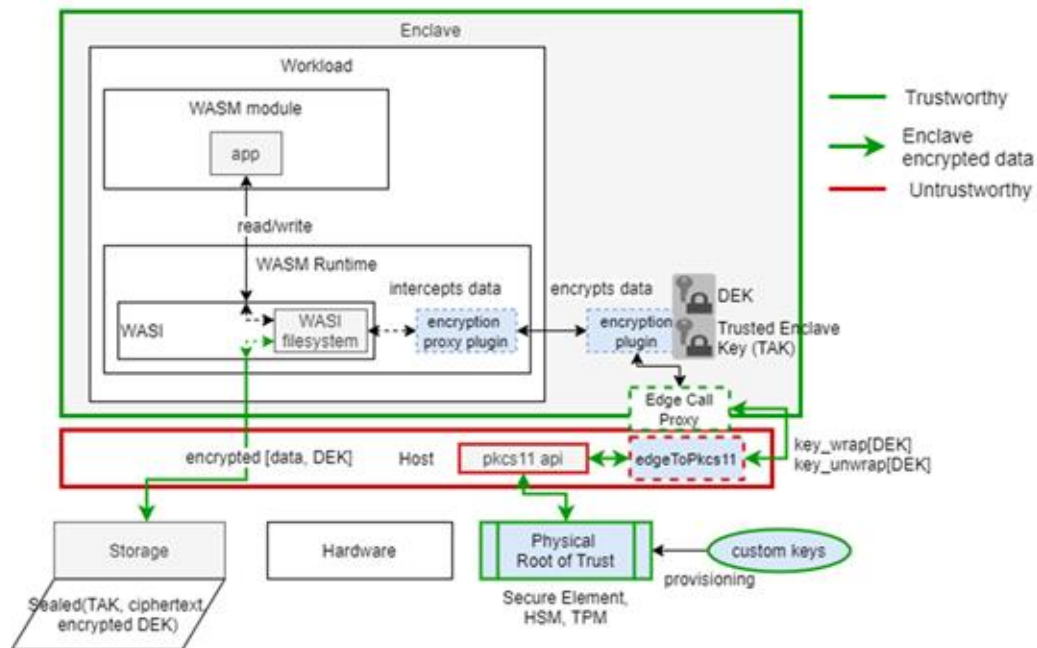 Enclave
Workload
WASM module
app
read/write
WASM Runtime
intercepts data
encrypts data
WASI
WASI
filesystem
encryption
proxy plugin
encryption
plugin
DEK
Trusted Enclave
Key (TAK)
Edge Call
Proxy
Trustworthy
Enclave
encrypted data
Untrustworthy
encrypted [data, DEK]
Host
pkcs11 api
edgeToPkcs11
key_wrap[DEK]
key_unwrap[DEK]
Storage
Hardware
Physical
Root of Trust
custom keys
provisioning
Sealed(TAK, ciphertext,
encrypted DEK)
Secure Element,
HSM, TPM